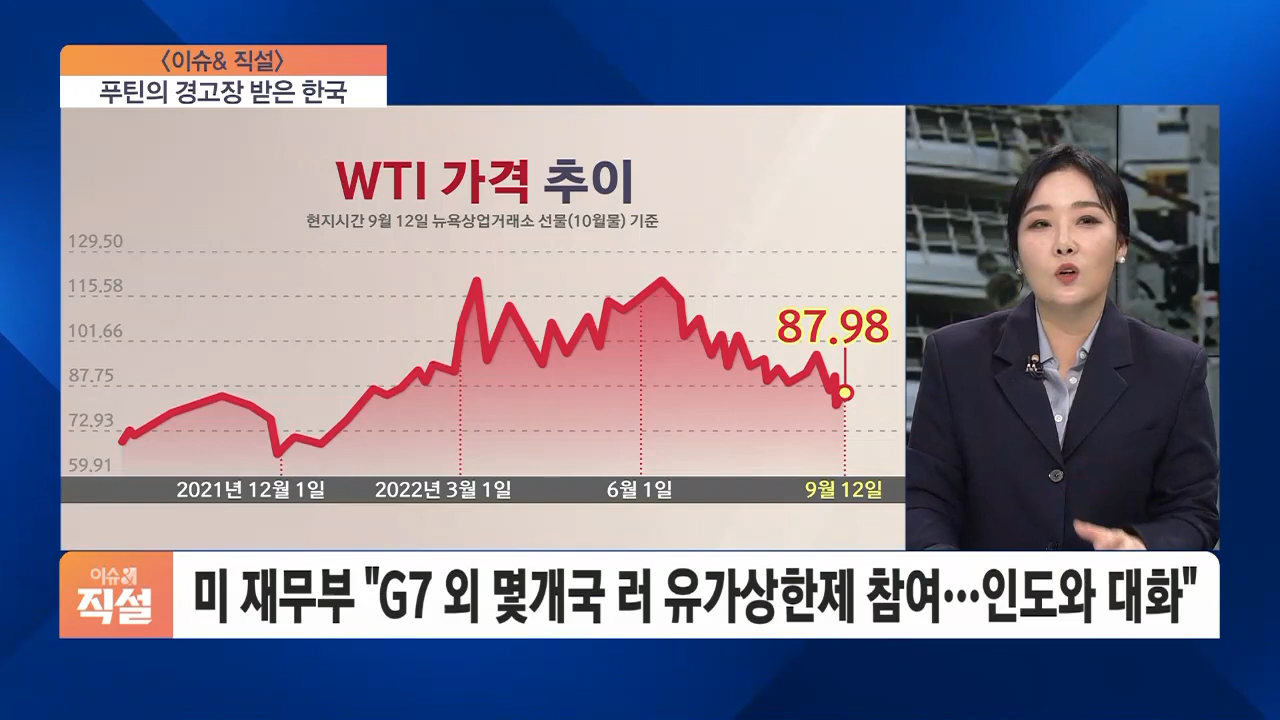 〈이슈& 직설〉
푸틴의 경고장 받은 한국
WTI 가격 추이
현지시간 9월 12일 뉴욕상업거래소 선물(10월물) 기준
129.50
115.58
101.66
87.75
72.93
59.91
87.98
2021년 12월 1일
2022년 3월 1일
6월 1일
9월 12일
이슈&
직설
미 재무부 "G7 외 몇개국 러 유가상한제 참여…인도와 대화"